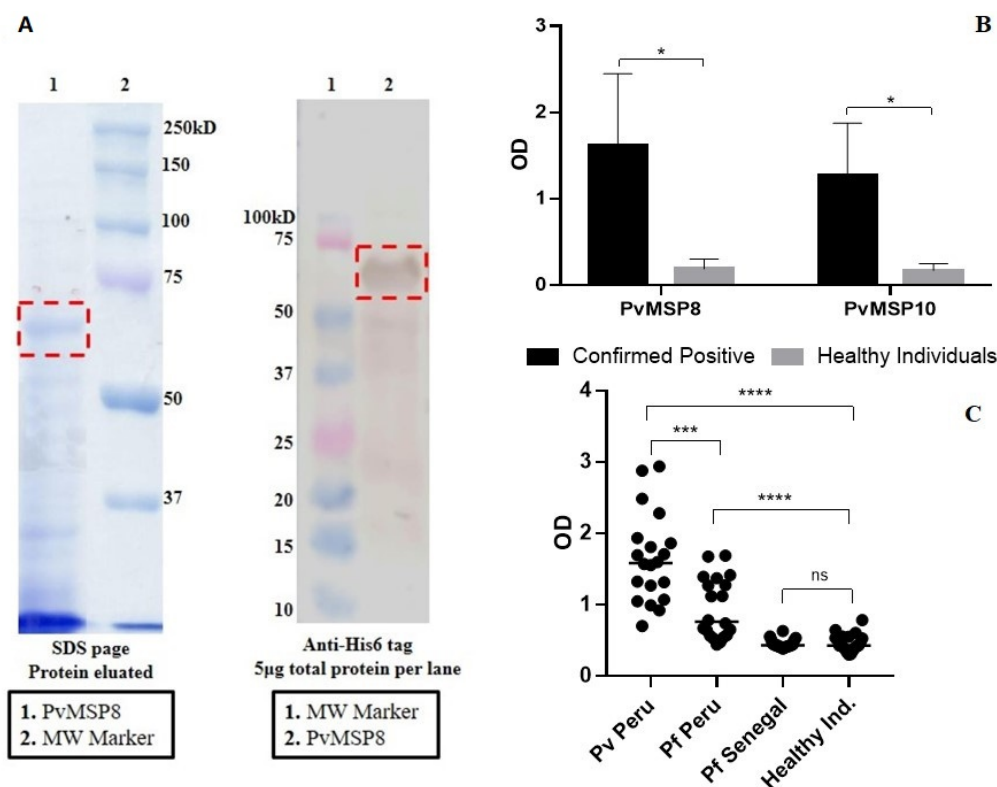 A
1 2
250kD
150
100
75
50
37
SDS page
Protein eluated
1. PvMSP8
2. MW Marker
1 2
100kD
75
50
37
25
20
15
10
Anti-His6 tag
5µg total protein per lane
1. MW Marker
2. PvMSP8
B
3
2
1
0
OD
*
*
PvMSP8 PvMSP10
Confirmed Positive Healthy Individuals
C
4
3
2
1
0
OD
****
***
****
ns
Pv Peru
Pf Peru
Pf Senegal
Healthy Ind.